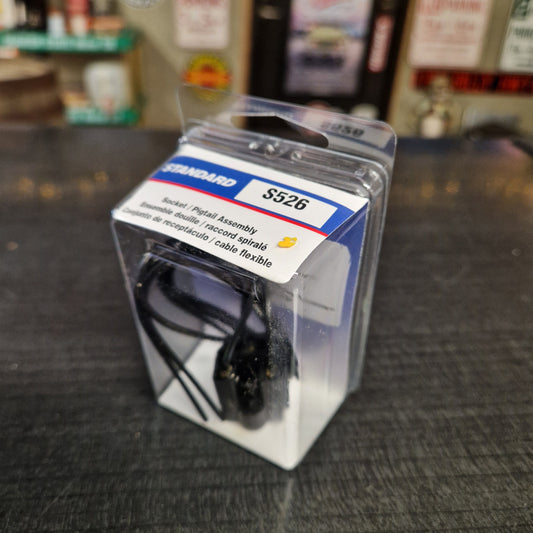 STANDARD
S526
Socket / Pigtail Assembly
Ensemble douille / raccord spiralé
Conjunto de receptáculo / cable flexible